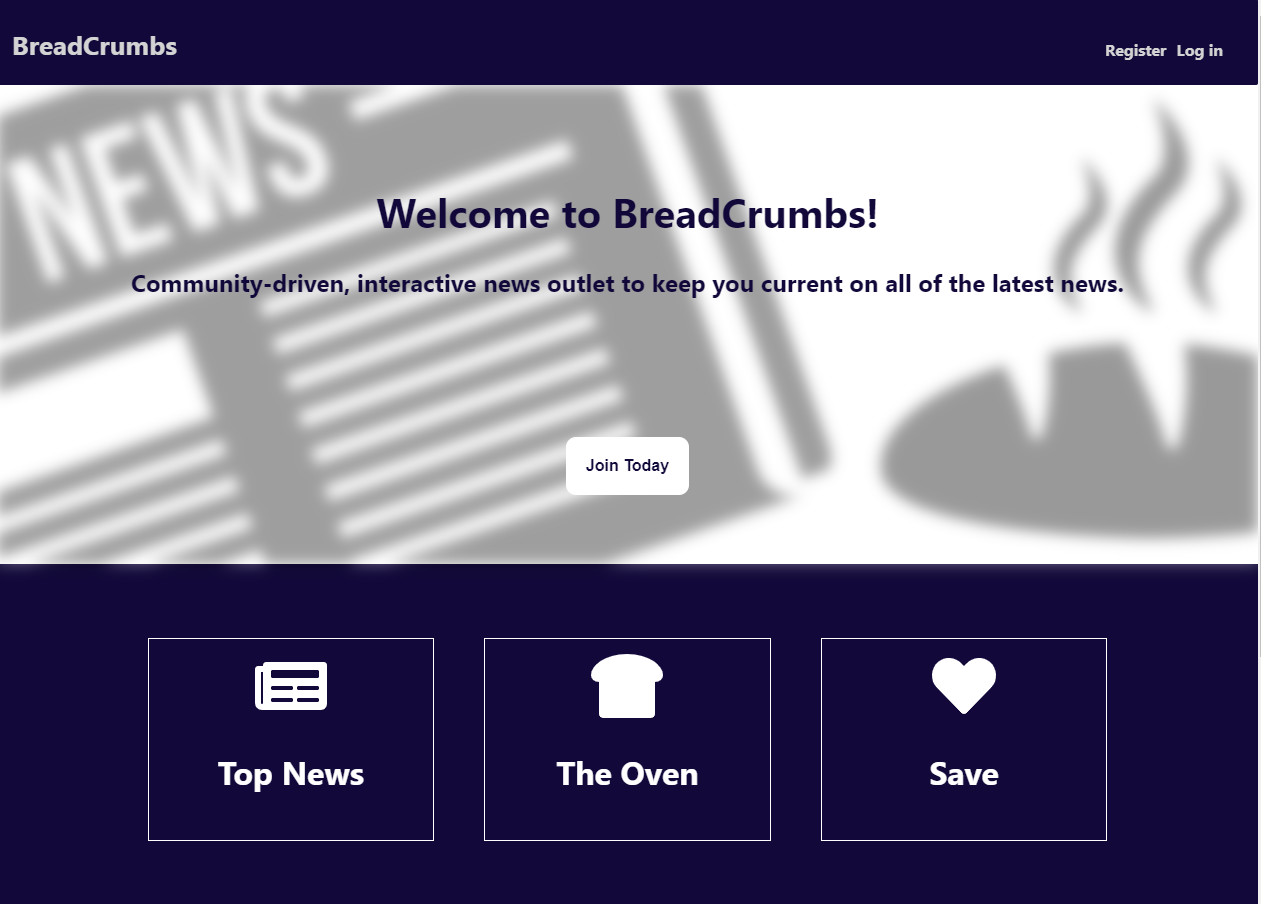 BreadCrumbs
Register Log in
NEWS
Welcome to BreadCrumbs!
Community-driven, interactive news outlet to keep you current on all of the latest news.
Join Today
Top News
The Oven
Save